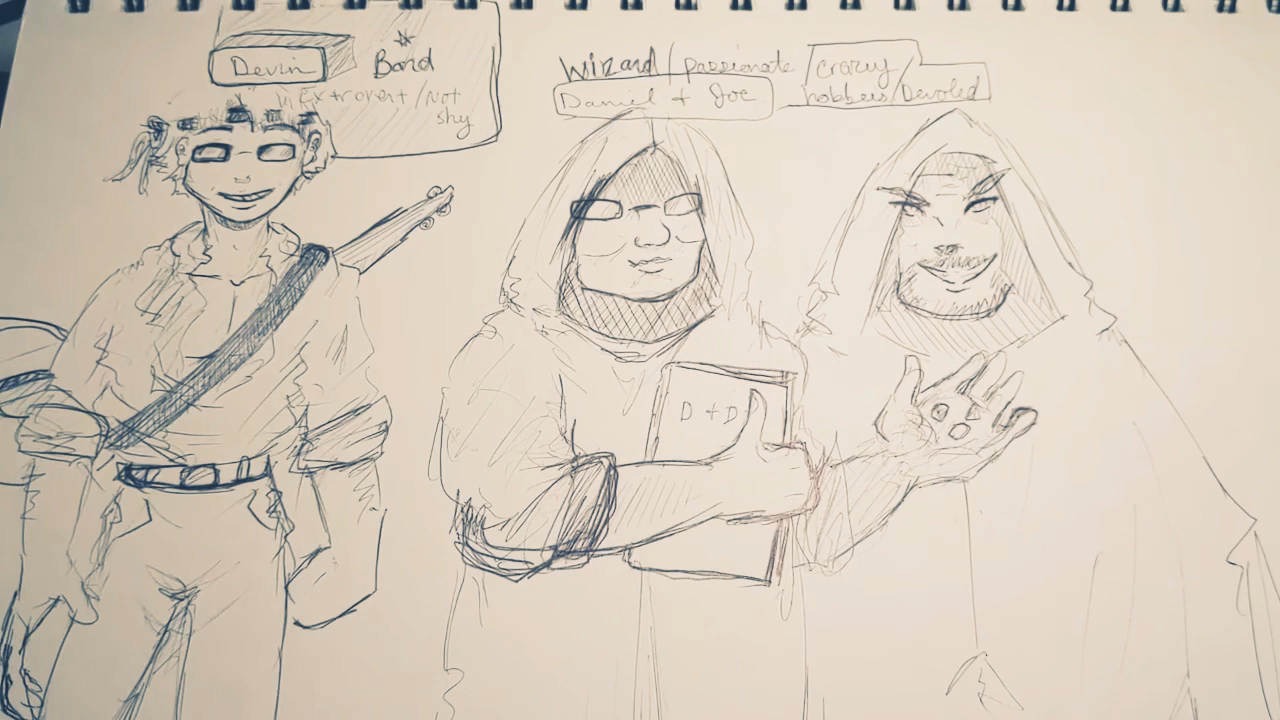 Devin
Bard
Extrovert / Not
shy
Wizard / passionate / crazy
hobbies / Devoted
Daniel + Joe
D + D